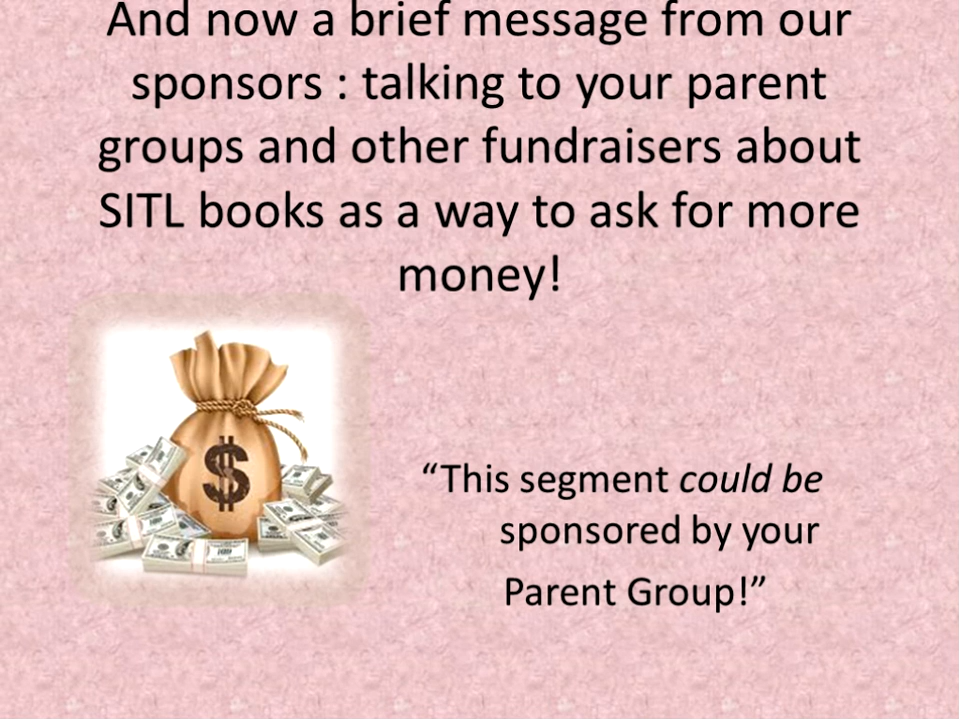 And now a brief message from our
sponsors : talking to your parent
groups and other fundraisers about
SITL books as a way to ask for more
money!
$
“This segment could be
sponsored by your
Parent Group!”